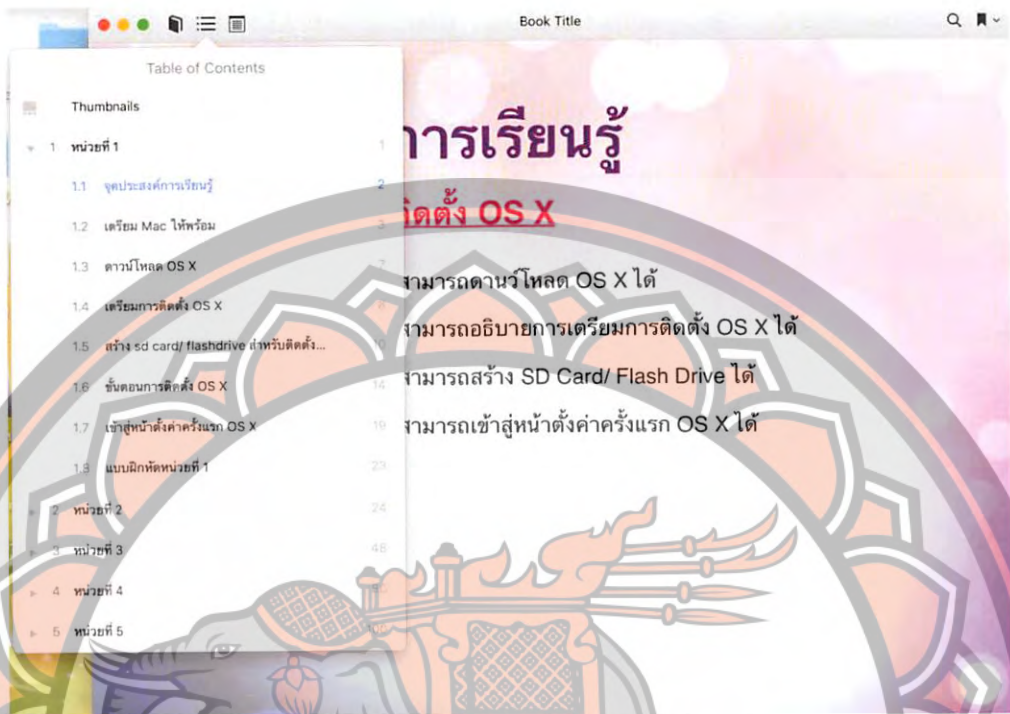 Book Title
Table of Contents
Thumbnails
1 หน่วยที่ 1 1
1.1 จุดประสงค์การเรียนรู้ 2
1.2 เตรียม Mac ให้พร้อม 3
1.3 ดาวน์โหลด OS X 7
1.4 เตรียมการติดตั้ง OS X 8
1.5 สร้าง sd card/ flashdrive สำหรับติดตั้ง... 10
1.6 ขั้นตอนการติดตั้ง OS X 14
1.7 เข้าสู่หน้าตั้งค่าครั้งแรก OS X 19
1.8 แบบฝึกหัดหน่วยที่ 1 23
2 หน่วยที่ 2 24
3 หน่วยที่ 3 48
4 หน่วยที่ 4
5 หน่วยที่ 5
การเรียนรู้
ติดตั้ง OS X
สามารถดานว์โหลด OS X ได้
สามารถอธิบายการเตรียมการติดตั้ง OS X ได้
สามารถสร้าง SD Card/ Flash Drive ได้
สามารถเข้าสู่หน้าตั้งค่าครั้งแรก OS X ได้